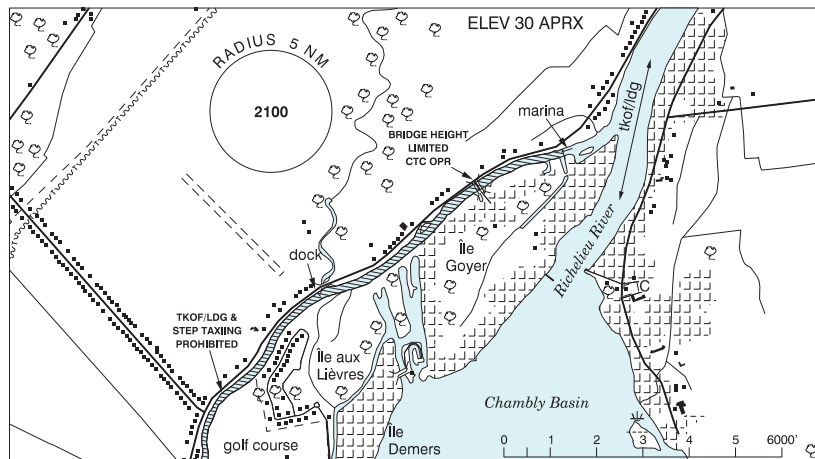 ELEV 30 APRX
RADIUS 5 NM
2100
marina
tkof/ldg
BRIDGE HEIGHT
LIMITED
CTC OPR
Île
Goyer
Richelieu River
C
dock
TKOF/LDG &
STEP TAXIING
PROHIBITED
Île aux
Lièvres
Chambly Basin
golf course
Île
Demers
0 1 2 3 4 5 6000'